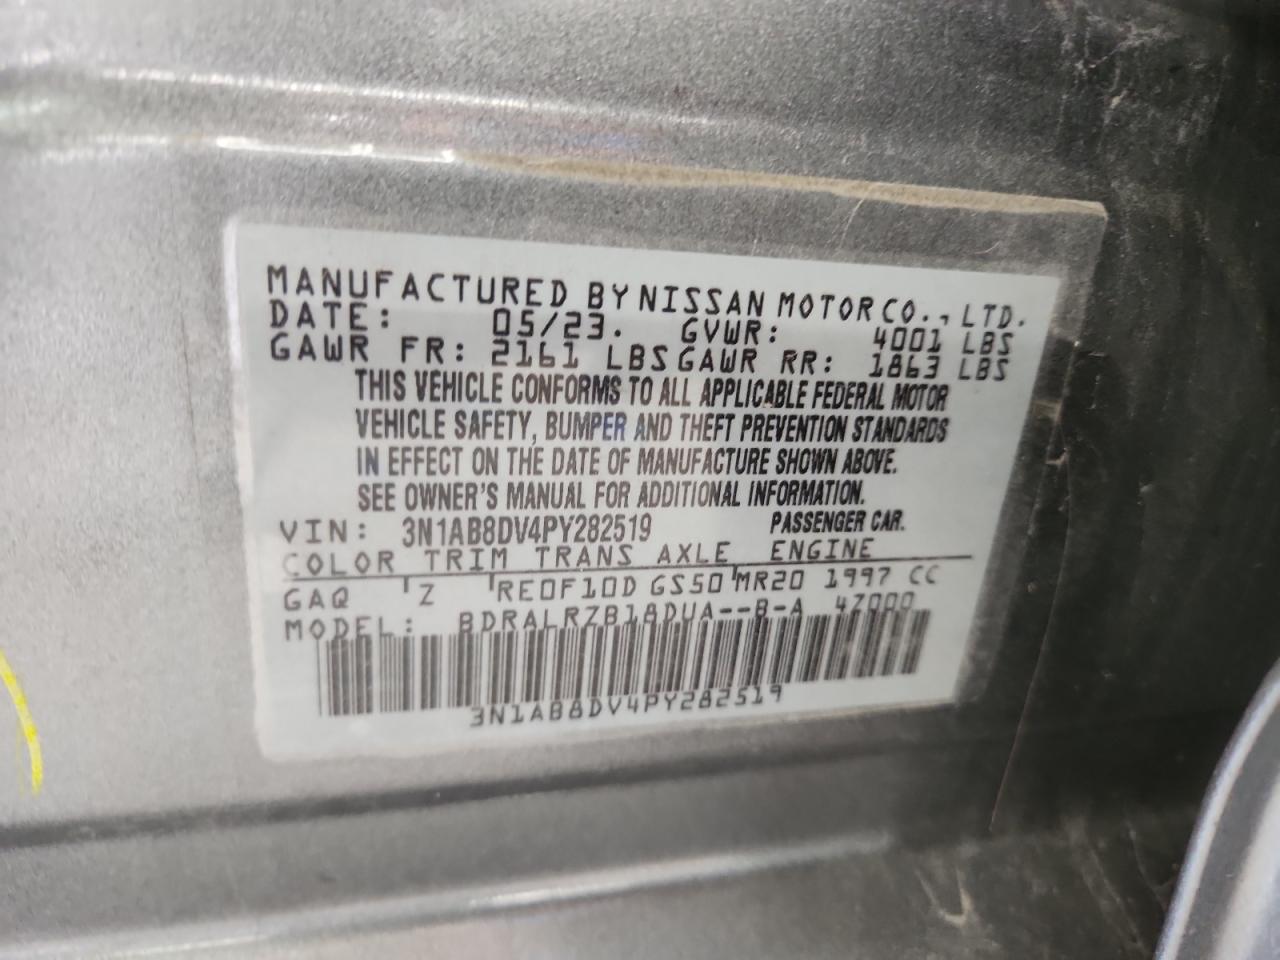 MANUFACTURED BY NISSAN MOTOR CO., LTD.
DATE: 05/23. GVWR: 4001 LBS
GAWR FR: 2161 LBS GAWR RR: 1863 LBS
THIS VEHICLE CONFORMS TO ALL APPLICABLE FEDERAL MOTOR
VEHICLE SAFETY, BUMPER AND THEFT PREVENTION STANDARDS
IN EFFECT ON THE DATE OF MANUFACTURE SHOWN ABOVE.
SEE OWNER'S MANUAL FOR ADDITIONAL INFORMATION.
VIN: 3N1AB8DV4PY282519 PASSENGER CAR.
COLOR TRIM TRANS AXLE ENGINE
GAQ 'Z 'RE0F10D GS50'MR20 1997 CC
MODEL: BDRALRZB18DUA--B-A 47000
3N1AB8DV4PY282519